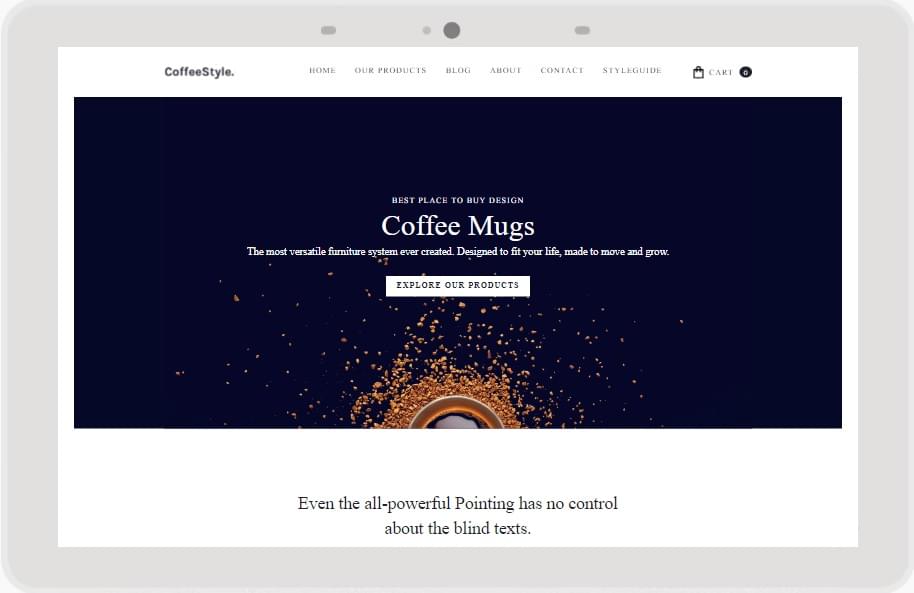 CoffeeStyle.
HOME OUR PRODUCTS BLOG ABOUT CONTACT STYLEGUIDE CART 0
BEST PLACE TO BUY DESIGN
Coffee Mugs
The most versatile furniture system ever created. Designed to fit your life, made to move and grow.
EXPLORE OUR PRODUCTS
Even the all-powerful Pointing has no control
about the blind texts.